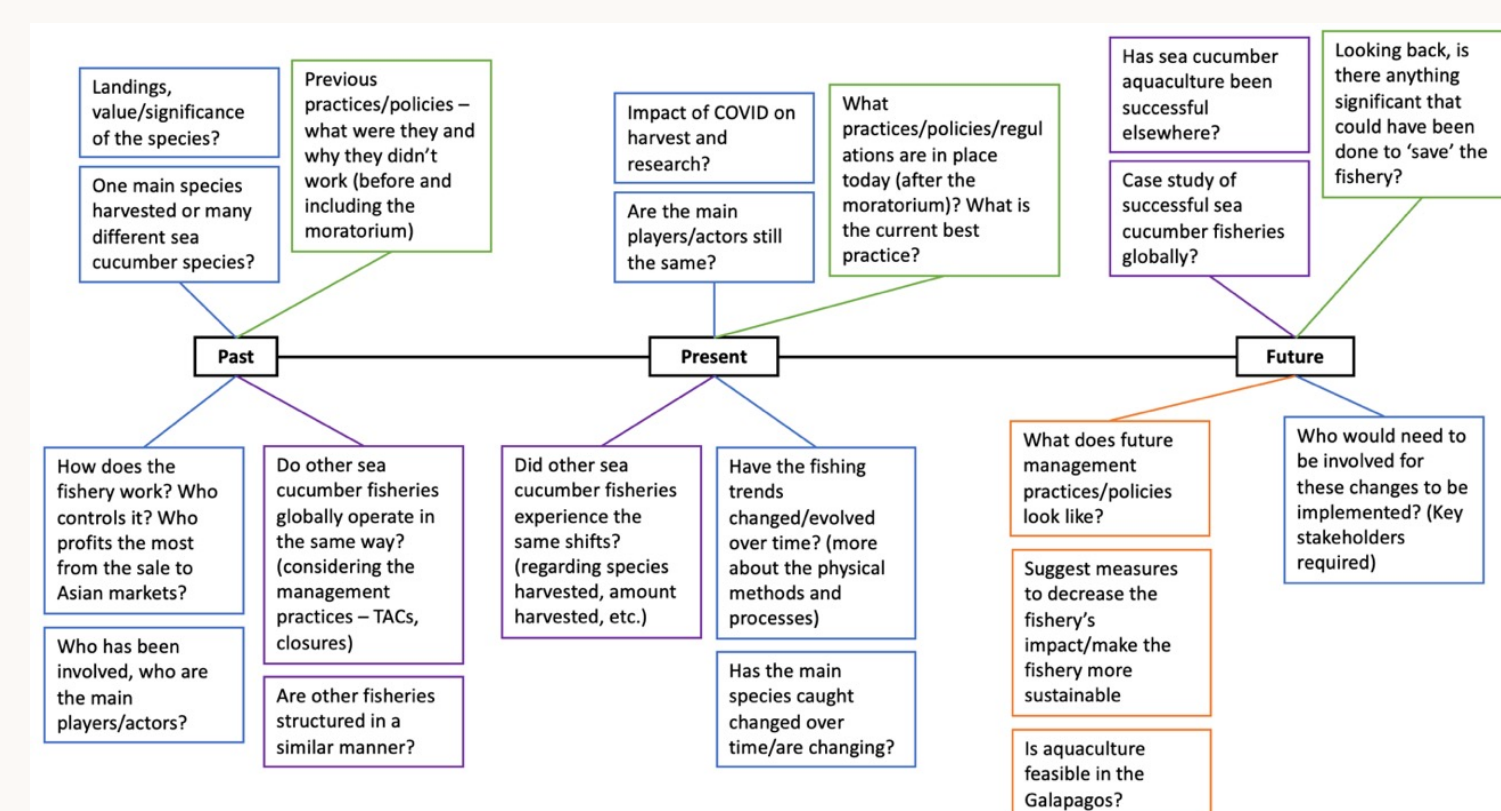 Landings,
value/significance
of the species?
One main species
harvested or many
different sea
cucumber species?
Previous
practices/policies –
what were they and
why they didn't
work (before and
including the
moratorium)
Impact of COVID on
harvest and
research?
Are the main
players/actors still
the same?
What
practices/policies/regul
ations are in place
today (after the
moratorium)? What is
the current best
practice?
Has sea cucumber
aquaculture been
successful
elsewhere?
Case study of
successful sea
cucumber fisheries
globally?
Looking back, is
there anything
significant that
could have been
done to 'save' the
fishery?
Past
Present
Future
How does the
fishery work? Who
controls it? Who
profits the most
from the sale to
Asian markets?
Who has been
involved, who are
the main
players/actors?
Do other sea
cucumber fisheries
globally operate in
the same way?
(considering the
management
practices – TACs,
closures)
Are other fisheries
structured in a
similar manner?
Did other sea
cucumber fisheries
experience the
same shifts?
(regarding species
harvested, amount
harvested, etc.)
Have the fishing
trends
changed/evolved
over time? (more
about the physical
methods and
processes)
Has the main
species caught
changed over
time/are changing?
What does future
management
practices/policies
look like?
Suggest measures
to decrease the
fishery's
impact/make the
fishery more
sustainable
Is aquaculture
feasible in the
Galapagos?
Who would need to
be involved for
these changes to be
implemented? (Key
stakeholders
required)